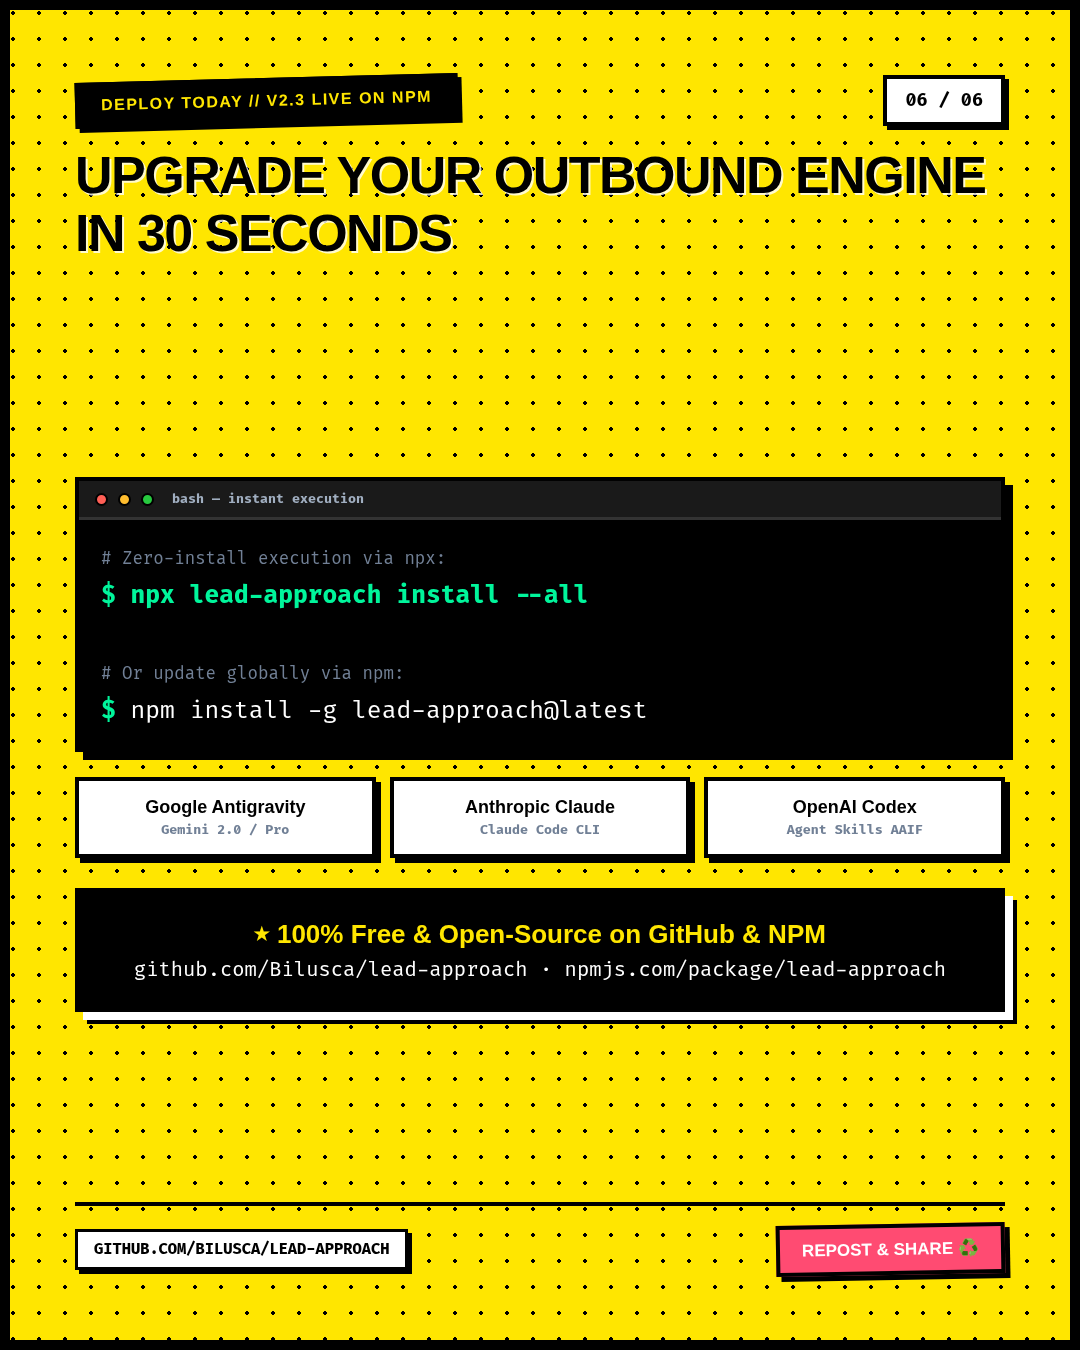 DEPLOY TODAY // V2.3 LIVE ON NPM
06 / 06
UPGRADE YOUR OUTBOUND ENGINE
IN 30 SECONDS
bash — instant execution
# Zero-install execution via npx:
$ npx lead-approach install --all
# Or update globally via npm:
$ npm install -g lead-approach@latest
Google Antigravity
Gemini 2.0 / Pro
Anthropic Claude
Claude Code CLI
OpenAI Codex
Agent Skills AAIF
★ 100% Free & Open-Source on GitHub & NPM
github.com/Bilusca/lead-approach · npmjs.com/package/lead-approach
GITHUB.COM/BILUSCA/LEAD-APPROACH
REPOST & SHARE ♻️